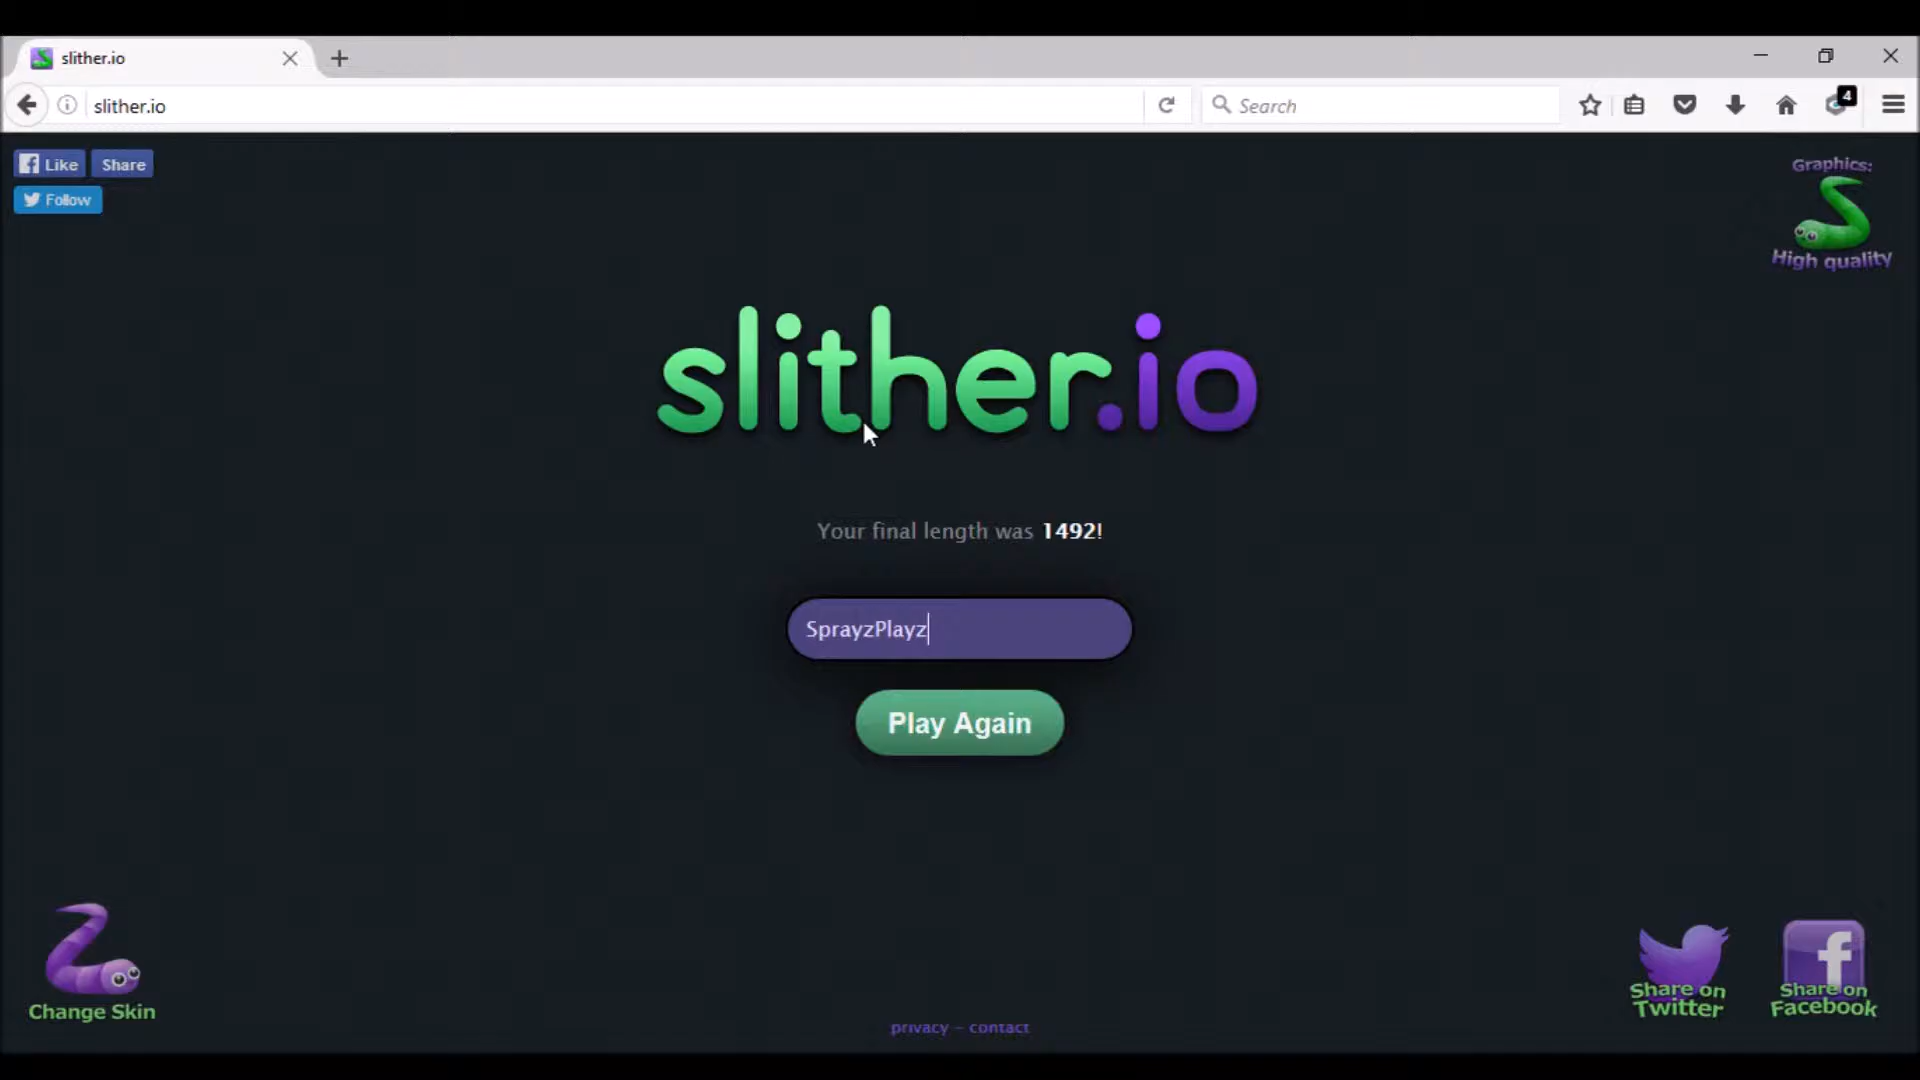 slither.io
slither.io
Search
4
Like Share
Follow
Graphics:
High quality
slither.io
Your final length was 1492!
SprayzPlayz
Play Again
Change Skin
Share on
Twitter
Share on
Facebook
privacy – contact